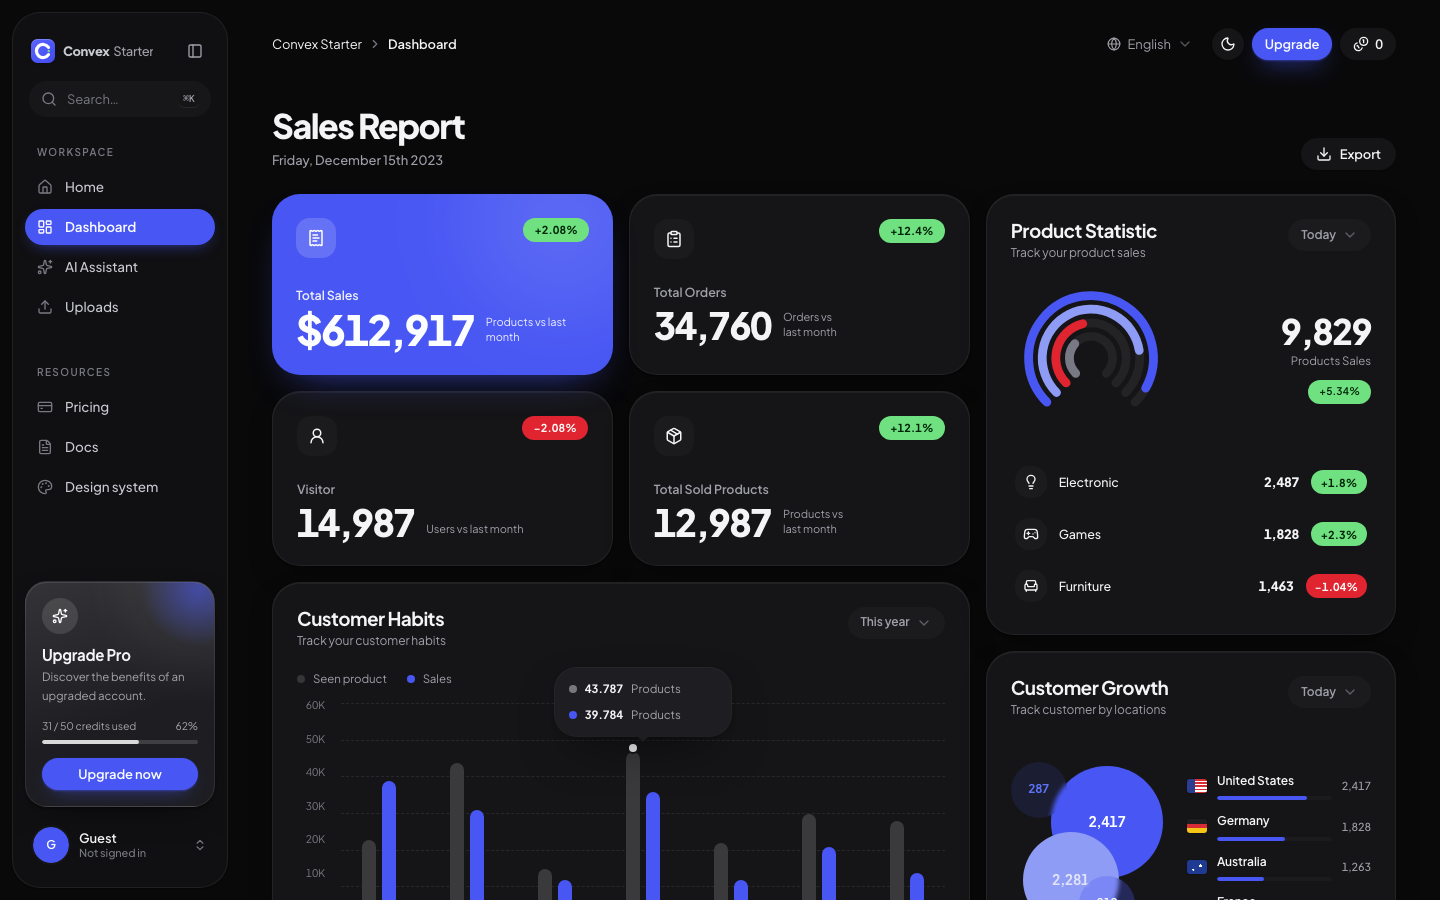 Convex Starter
Search...
⌘K
WORKSPACE
Home
Dashboard
AI Assistant
Uploads
RESOURCES
Pricing
Docs
Design system
Upgrade Pro
Discover the benefits of an
upgraded account.
31 / 50 credits used 62%
Upgrade now
G
Guest
Not signed in
Convex Starter > Dashboard
English
Upgrade
0
Sales Report
Friday, December 15th 2023
Export
+2.08%
Total Sales
$612,917
Products vs last
month
+12.4%
Total Orders
34,760
Orders vs
last month
−2.08%
Visitor
14,987
Users vs last month
+12.1%
Total Sold Products
12,987
Products vs
last month
Product Statistic
Track your product sales
Today
9,829
Products Sales
+5.34%
Electronic 2,487 +1.8%
Games 1,828 +2.3%
Furniture 1,463 −1.04%
Customer Habits
Track your customer habits
This year
Seen product Sales
43.787 Products
39.784 Products
60K
50K
40K
30K
20K
10K
Customer Growth
Track customer by locations
Today
287
2,417
2,281
United States 2,417
Germany 1,828
Australia 1,263